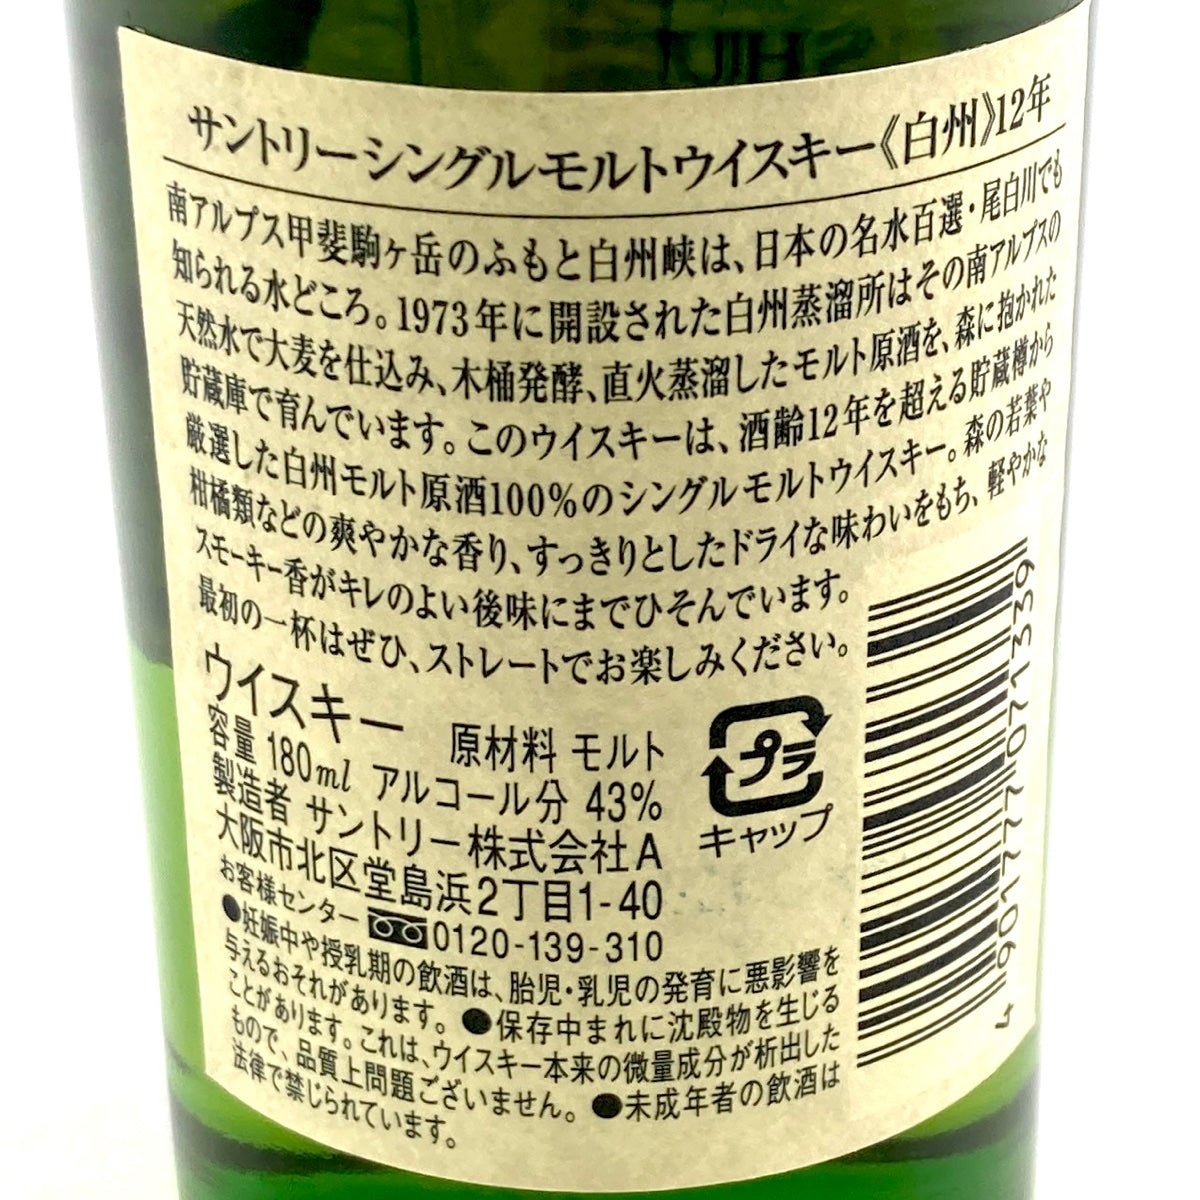 サントリーシングルモルトウイスキー《白州》12年
南アルプス甲斐駒ヶ岳のふもと白州峡は、日本の名水百選・尾白川でも
知られる水どころ。1973年に開設された白州蒸溜所はその南アルプスの
天然水で大麦を仕込み、木桶発酵、直火蒸溜したモルト原酒を、森に抱かれた
貯蔵庫で育んでいます。このウイスキーは、酒齢12年を超える貯蔵樽から
厳選した白州モルト原酒100%のシングルモルトウイスキー。森の若葉や
柑橘類などの爽やかな香り、すっきりとしたドライな味わいをもち、軽やかな
スモーキー香がキレのよい後味にまでひそんでいます。
最初の一杯はぜひ、ストレートでお楽しみください。
ウイスキー 原材料 モルト
容量 180ml アルコール分 43%
製造者 サントリー株式会社A
大阪市北区堂島浜2丁目1-40
お客様センター 0120-139-310
●妊娠中や授乳期の飲酒は、胎児・乳児の発育に悪影響を
与えるおそれがあります。 ●保存中まれに沈殿物を生じる
ことがあります。これは、ウイスキー本来の微量成分が析出した
もので、品質上問題ございません。 ●未成年者の飲酒は
法律で禁じられています。
プラ
キャップ
4 901777 071339